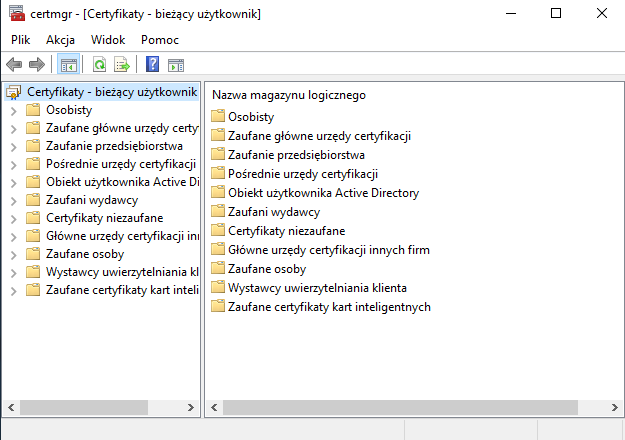 certmgr - [Certyfikaty - bieżący użytkownik]
Plik Akcja Widok Pomoc
Certyfikaty - bieżący użytkownik
Osobisty
Zaufane główne urzędy certy
Zaufanie przedsiębiorstwa
Pośrednie urzędy certyfikacji
Obiekt użytkownika Active Di
Zaufani wydawcy
Certyfikaty niezaufane
Główne urzędy certyfikacji inn
Zaufane osoby
Wystawcy uwierzytelniania kl
Zaufane certyfikaty kart inteli
Nazwa magazynu logicznego
Osobisty
Zaufane główne urzędy certyfikacji
Zaufanie przedsiębiorstwa
Pośrednie urzędy certyfikacji
Obiekt użytkownika Active Directory
Zaufani wydawcy
Certyfikaty niezaufane
Główne urzędy certyfikacji innych firm
Zaufane osoby
Wystawcy uwierzytelniania klienta
Zaufane certyfikaty kart inteligentnych